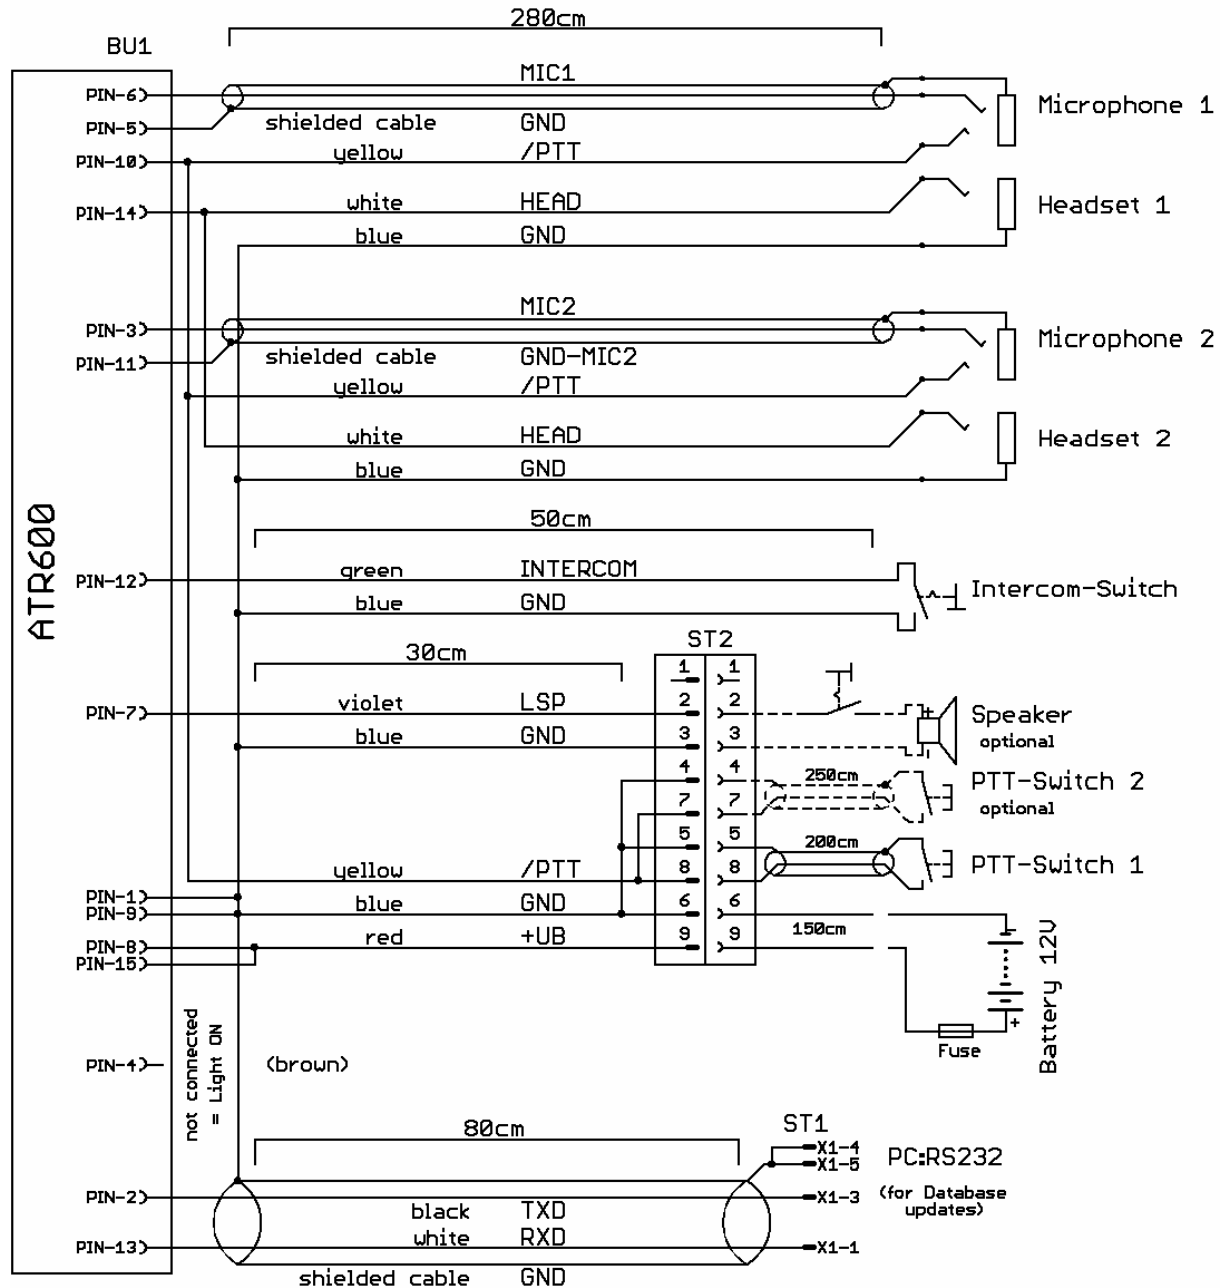 280cm
BU1
MIC1
PIN-6
Microphone 1
PIN-5
shielded cable GND
PIN-10
yellow /PTT
PIN-14
white HEAD
Headset 1
blue GND
MIC2
PIN-3
Microphone 2
PIN-11
shielded cable GND-MIC2
yellow /PTT
white HEAD
Headset 2
blue GND
50cm
ATR600
PIN-12
green INTERCOM
Intercom-Switch
blue GND
ST2
30cm
1 1
PIN-7
violet LSP
2 2
+
Speaker
optional
blue GND
3 3
-
4 4
250cm
PTT-Switch 2
optional
7 7
5 5
200cm
yellow /PTT
8 8
PTT-Switch 1
PIN-1
PIN-9
blue GND
6 6
150cm
-
PIN-8
red +UB
9 9
PIN-15
Battery 12V
+
Fuse
not connected
= Light ON
PIN-4
(brown)
80cm
ST1
X1-4
X1-5
PC:RS232
PIN-2
X1-3
(for Database
updates)
black TXD
white RXD
PIN-13
X1-1
shielded cable GND